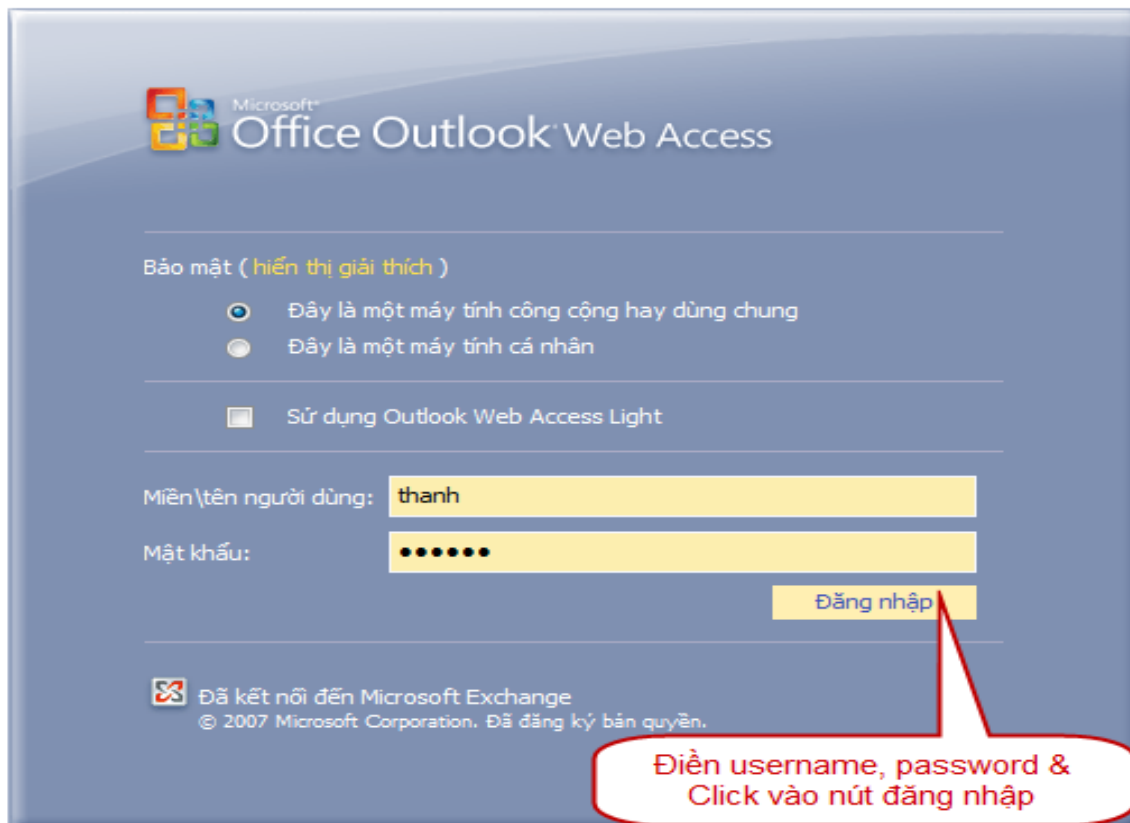 Microsoft®
Office Outlook® Web Access
Bảo mật ( hiển thị giải thích )
Đây là một máy tính công cộng hay dùng chung
Đây là một máy tính cá nhân
Sử dụng Outlook Web Access Light
Miền\tên người dùng: thanh
Mật khẩu: ••••••
Đăng nhập
Đã kết nối đến Microsoft Exchange
© 2007 Microsoft Corporation. Đã đăng ký bản quyền.
Điền username, password &
Click vào nút đăng nhập